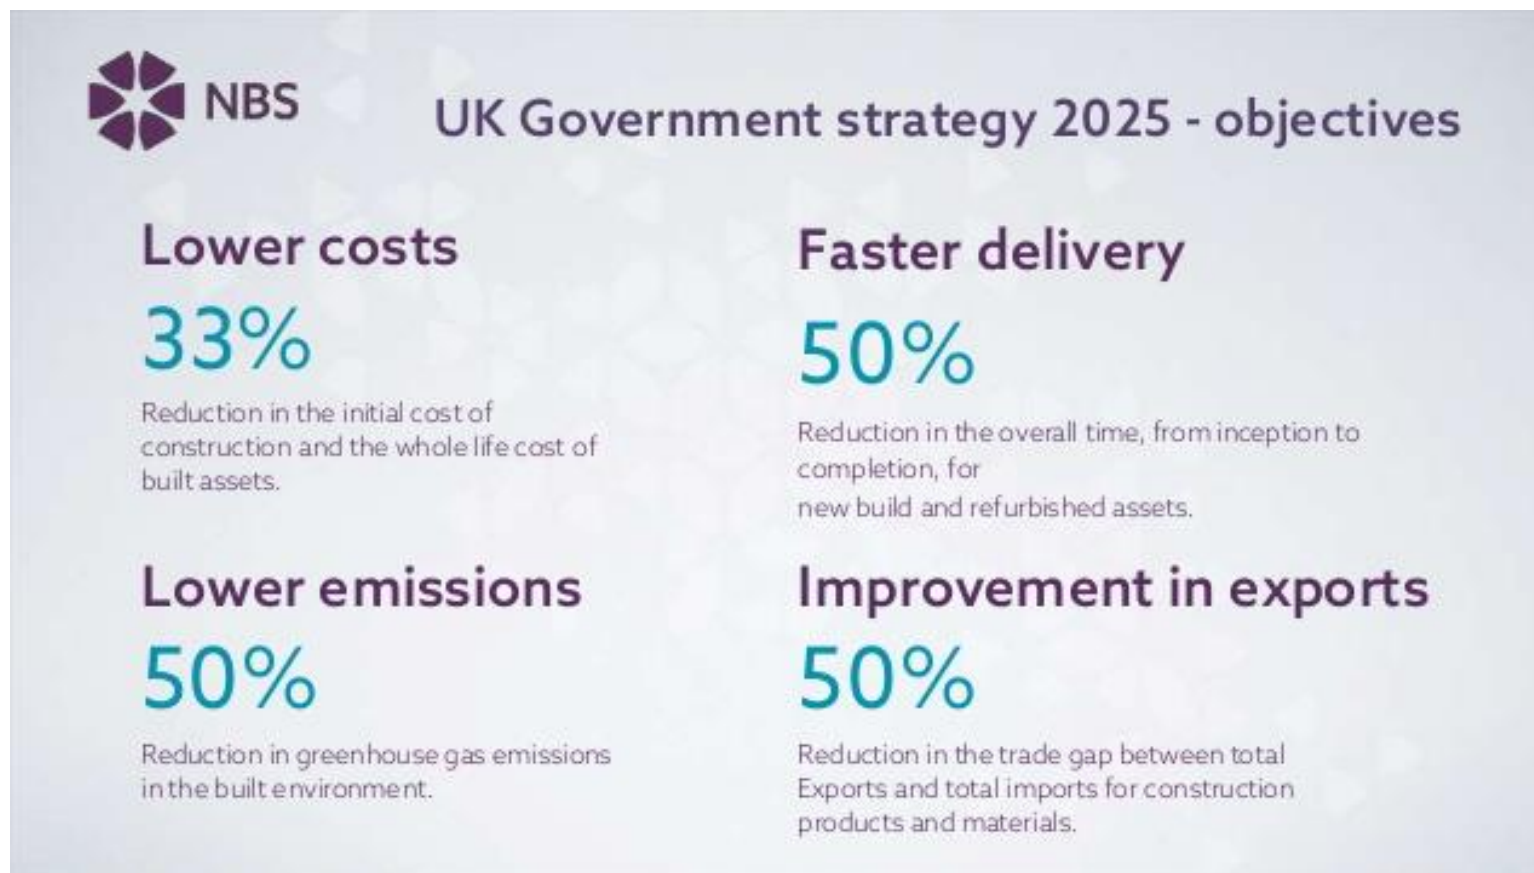 NBS
UK Government strategy 2025 - objectives
Lower costs
33%
Reduction in the initial cost of
construction and the whole life cost of
built assets.
Faster delivery
50%
Reduction in the overall time, from inception to
completion, for
new build and refurbished assets.
Lower emissions
50%
Reduction in greenhouse gas emissions
in the built environment.
Improvement in exports
50%
Reduction in the trade gap between total
Exports and total imports for construction
products and materials.